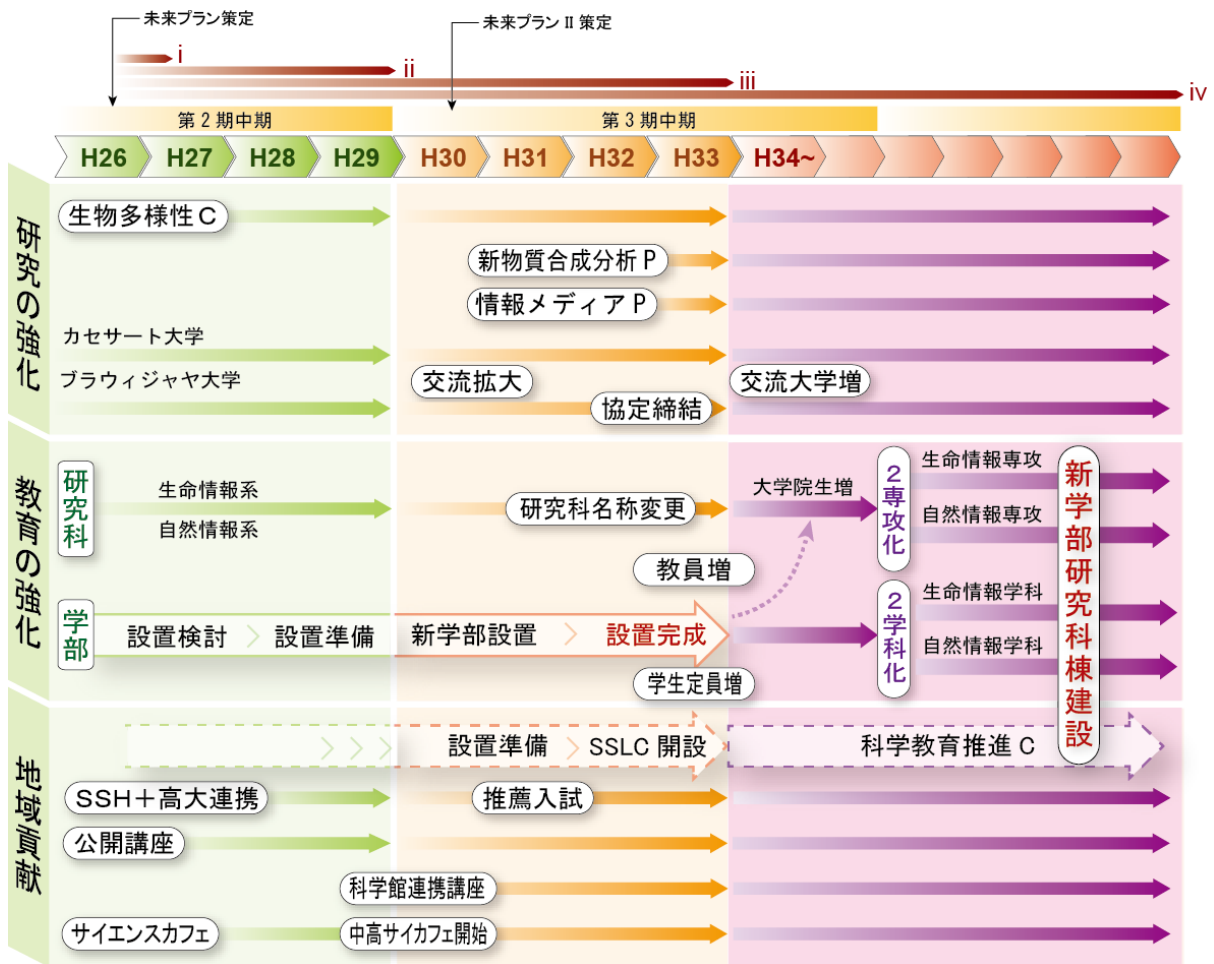 未来プラン策定
未来プラン II 策定
i
ii
iii
iv
第2期中期
第3期中期
H26
H27
H28
H29
H30
H31
H32
H33
H34~
研究の強化
生物多様性C
新物質合成分析P
情報メディアP
カセサート大学
ブラウィジャヤ大学
交流拡大
交流大学増
協定締結
教育の強化
研究科
生命情報系
自然情報系
研究科名称変更
大学院生増
2専攻化
生命情報専攻
自然情報専攻
新学部研究科棟建設
教員増
学部
設置検討
設置準備
新学部設置
設置完成
学生定員増
2学科化
生命情報学科
自然情報学科
地域貢献
設置準備
SSLC 開設
科学教育推進C
SSH+高大連携
推薦入試
公開講座
科学館連携講座
サイエンスカフェ
中高サイカフェ開始